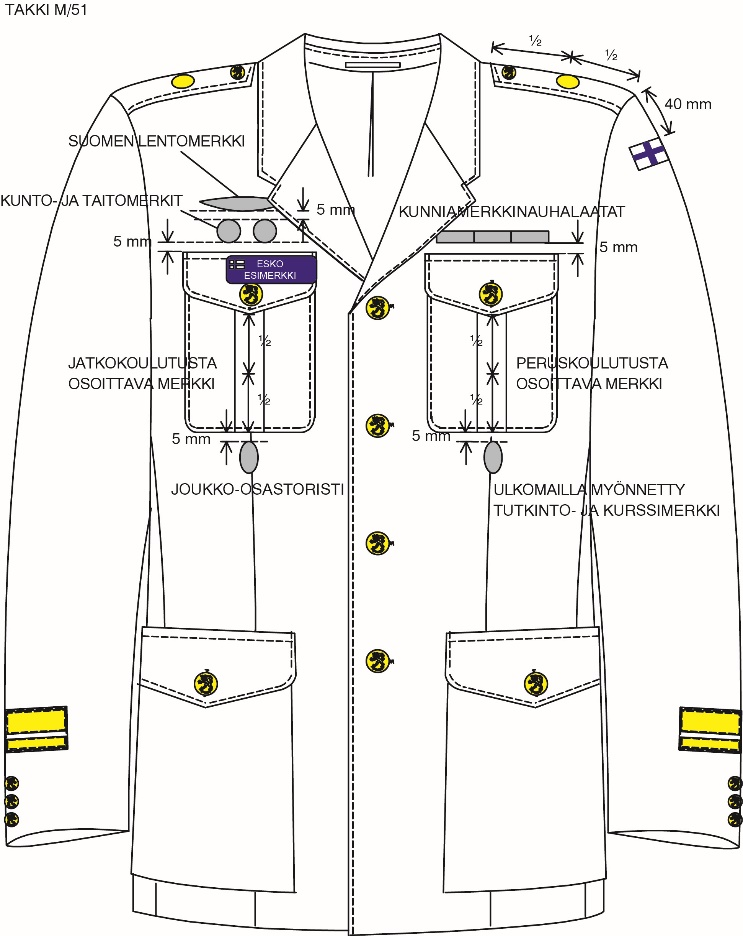 TAKKI M/51
½
½
40 mm
SUOMEN LENTOMERKKI
KUNTO- JA TAITOMERKIT
5 mm
KUNNIAMERKKINAUHALAATAT
5 mm
5 mm
ESKO
ESIMERKKI
½
½
JATKOKOULUTUSTA
OSOITTAVA MERKKI
PERUSKOULUTUSTA
OSOITTAVA MERKKI
½
½
5 mm
5 mm
JOUKKO-OSASTORISTI
ULKOMAILLA MYÖNNETTY
TUTKINTO- JA KURSSIMERKKI